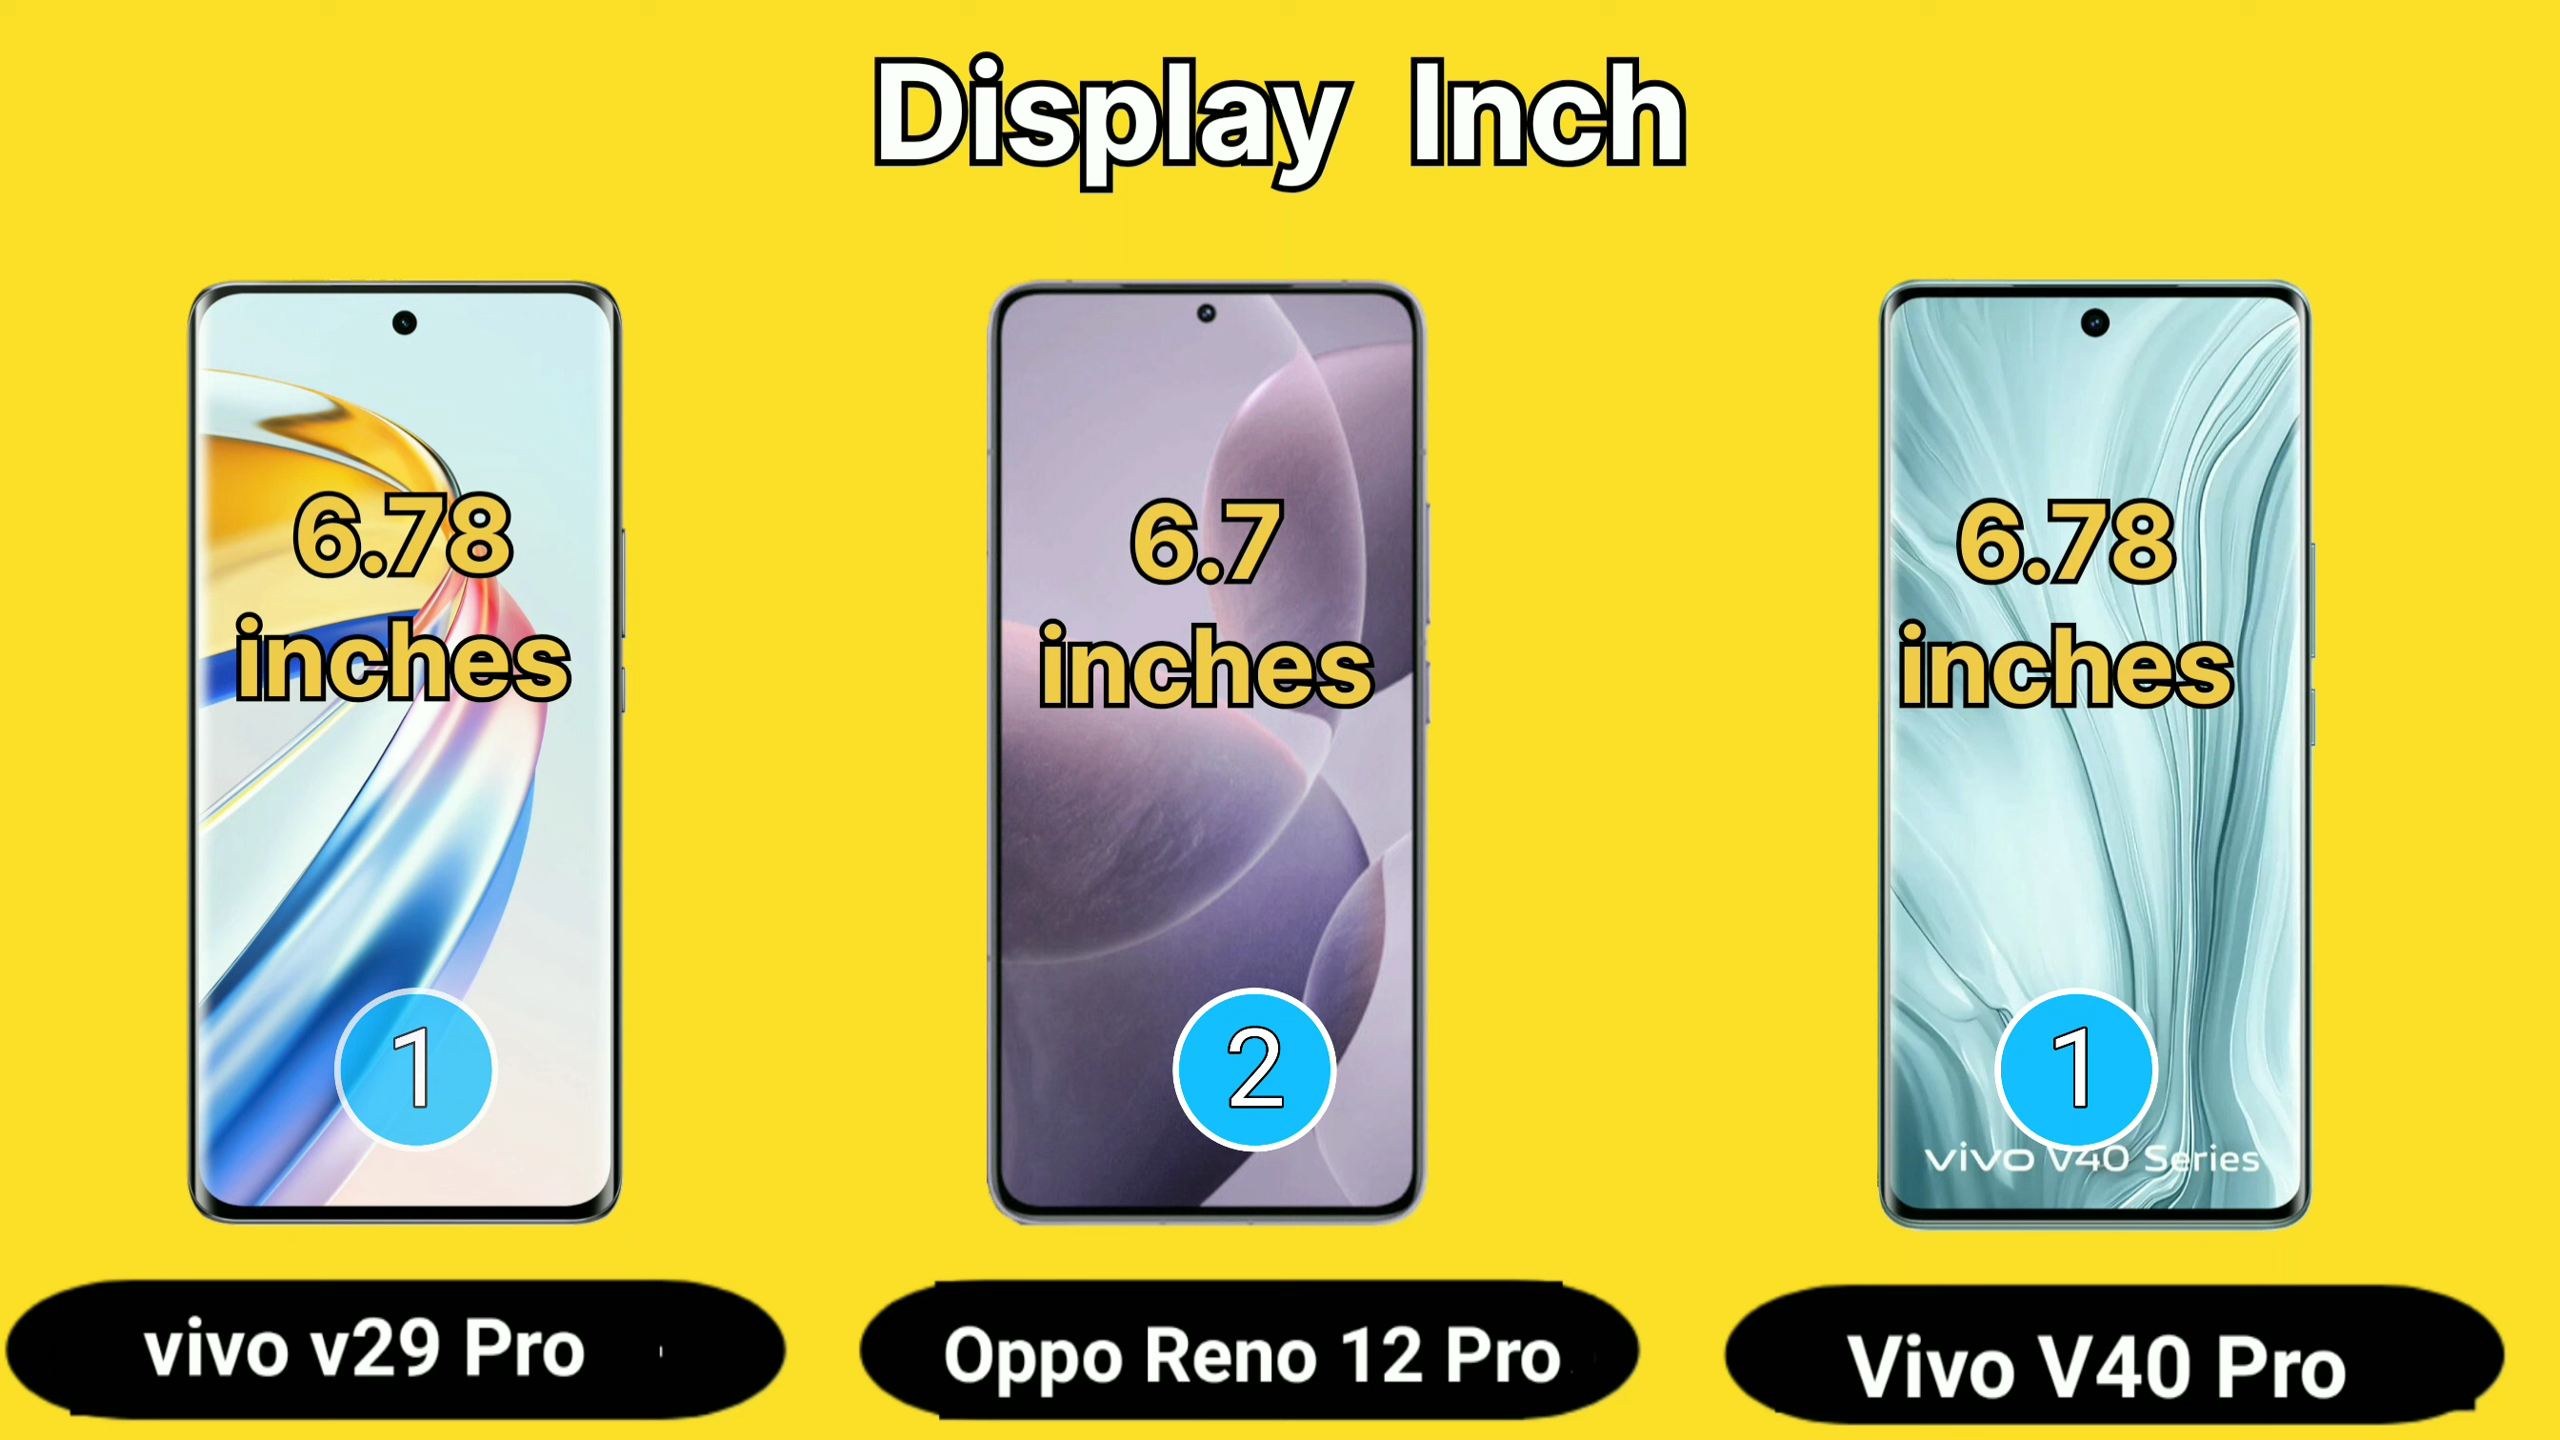 Display Inch
6.78
inches
6.7
inches
6.78
inches
1
2
1
vivo V40 Series
vivo v29 Pro
Oppo Reno 12 Pro
Vivo V40 Pro